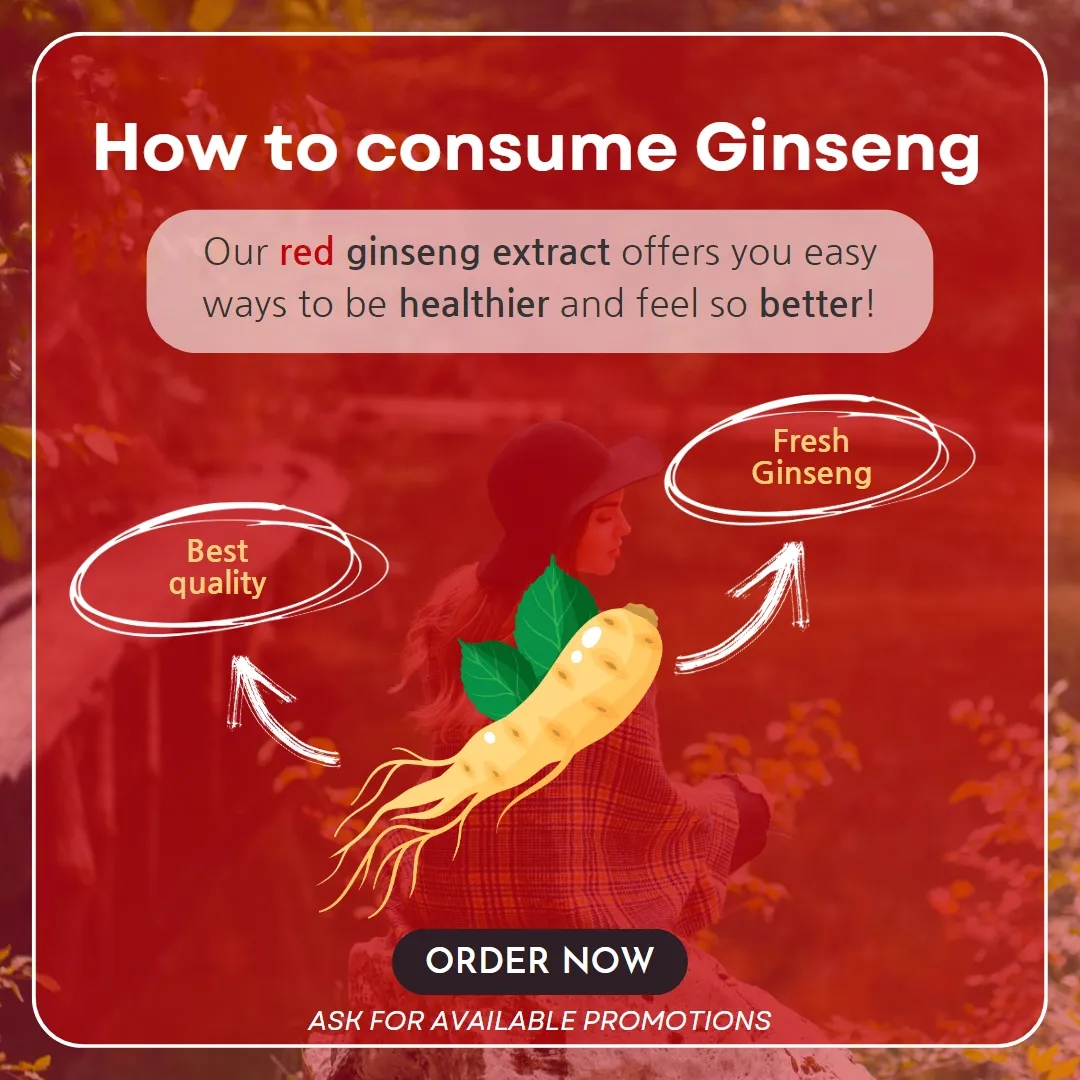 How to consume Ginseng
Our red ginseng extract offers you easy
ways to be healthier and feel so better!
Fresh
Ginseng
Best
quality
ORDER NOW
ASK FOR AVAILABLE PROMOTIONS